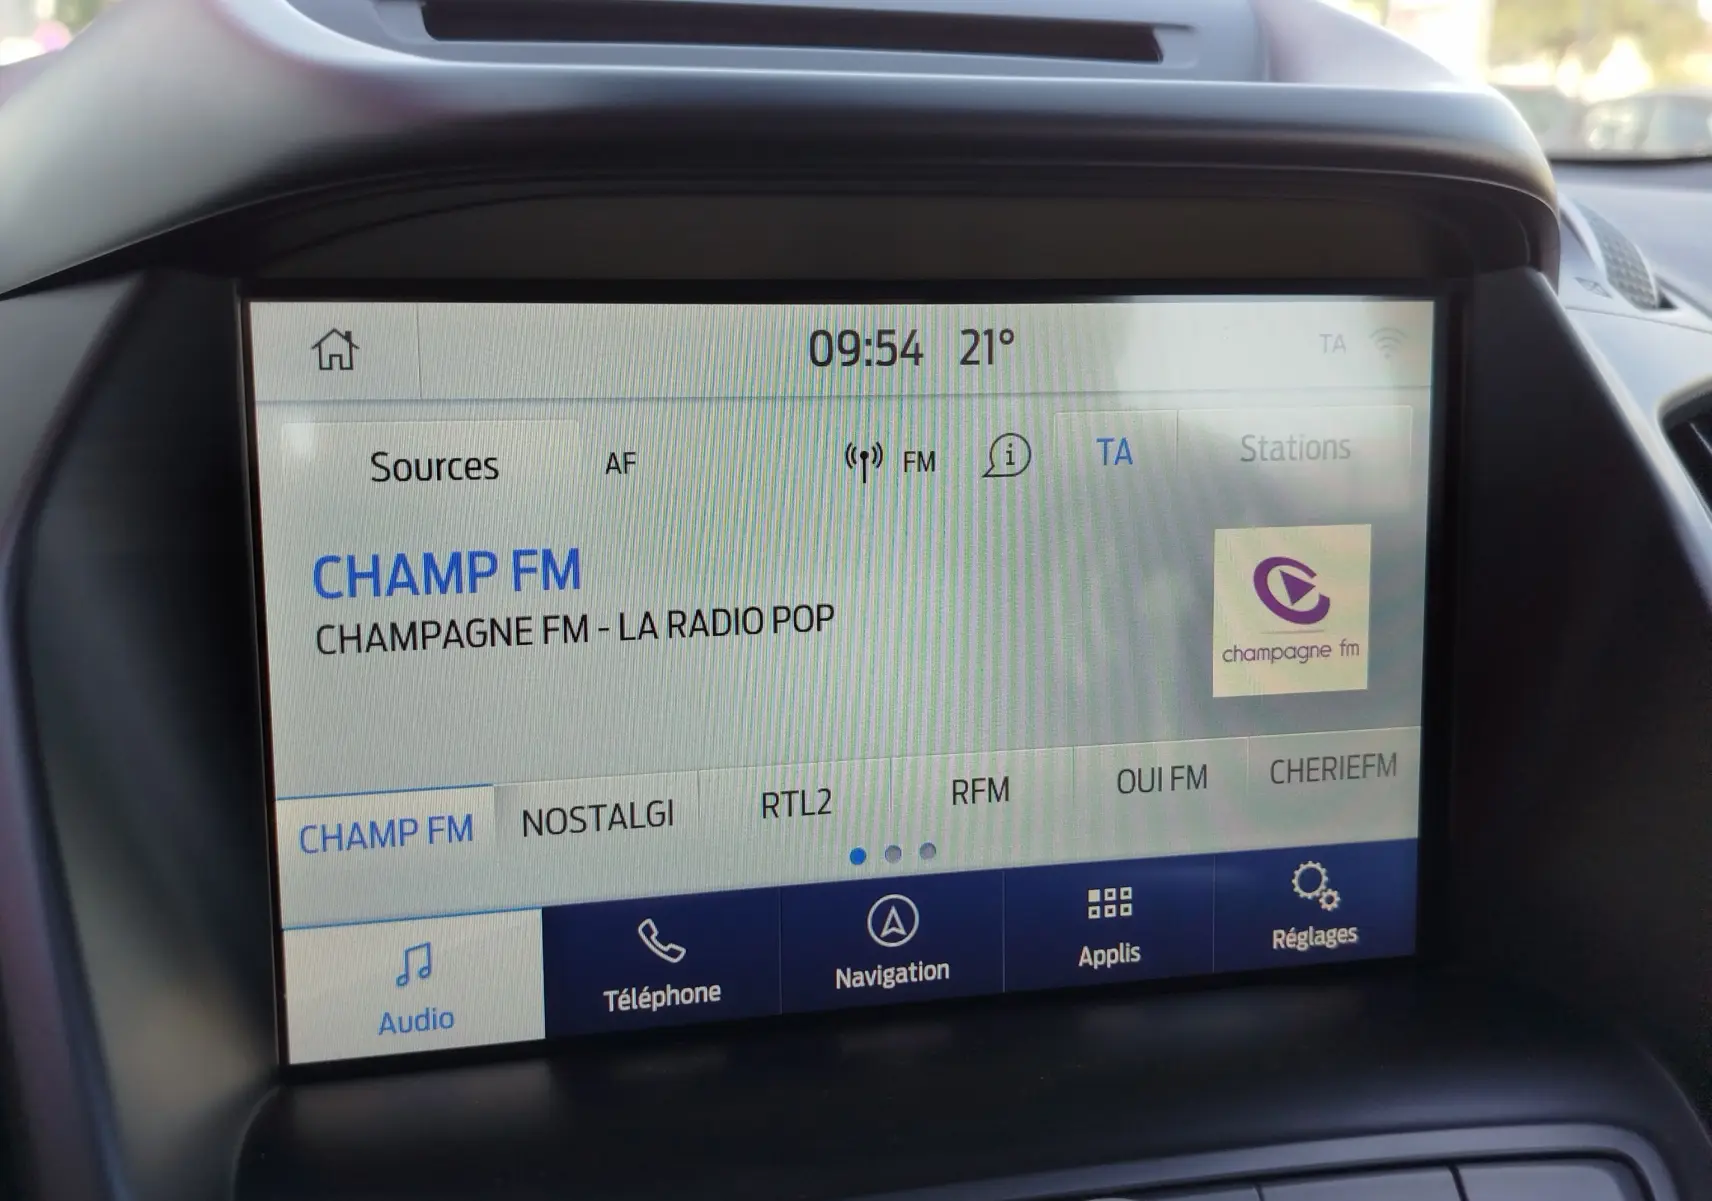 09:54 21° TA
Sources AF FM TA Stations
CHAMP FM
CHAMPAGNE FM - LA RADIO POP
champagne fm
CHAMP FM NOSTALGI RTL2 RFM OUI FM CHERIEFM
Audio Téléphone Navigation Applis Réglages